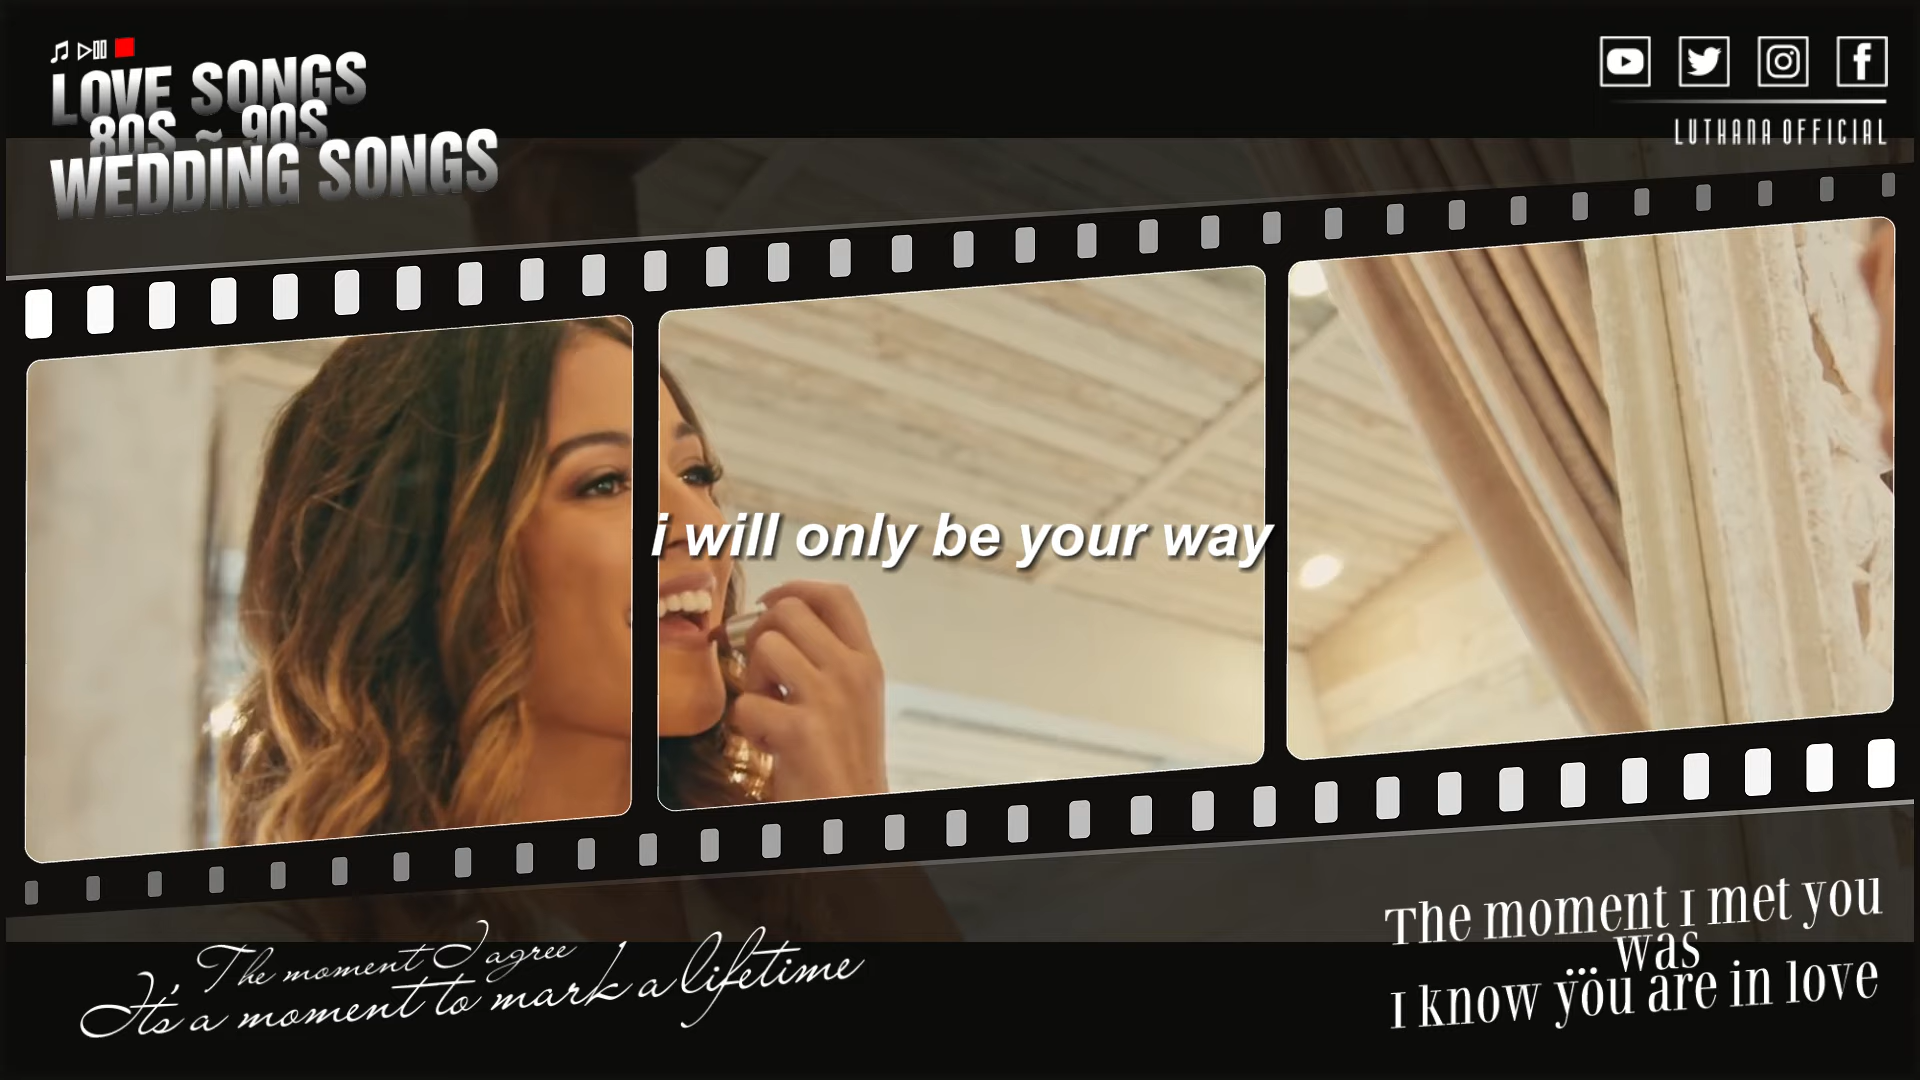 LOVE SONGS
80S ~ 90S
WEDDING SONGS
LUTHANA OFFICIAL
i will only be your way
The moment I agree
It's a moment to mark a lifetime
The moment I met you
was
I know you are in love